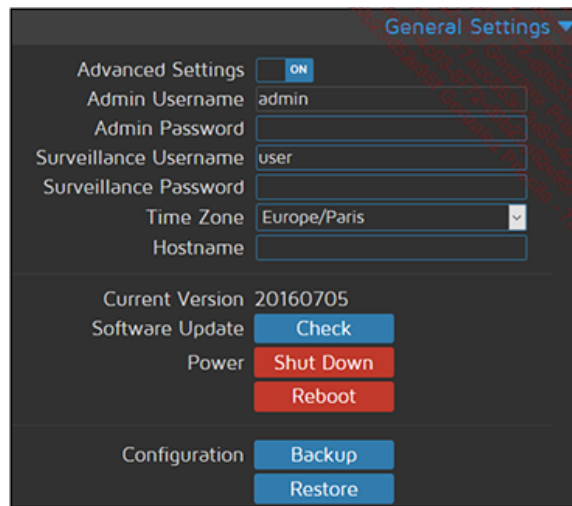 General Settings
Advanced Settings ON
Admin Username admin
Admin Password
Surveillance Username user
Surveillance Password
Time Zone Europe/Paris
Hostname
Current Version 20160705
Software Update Check
Power Shut Down
Reboot
Configuration Backup
Restore